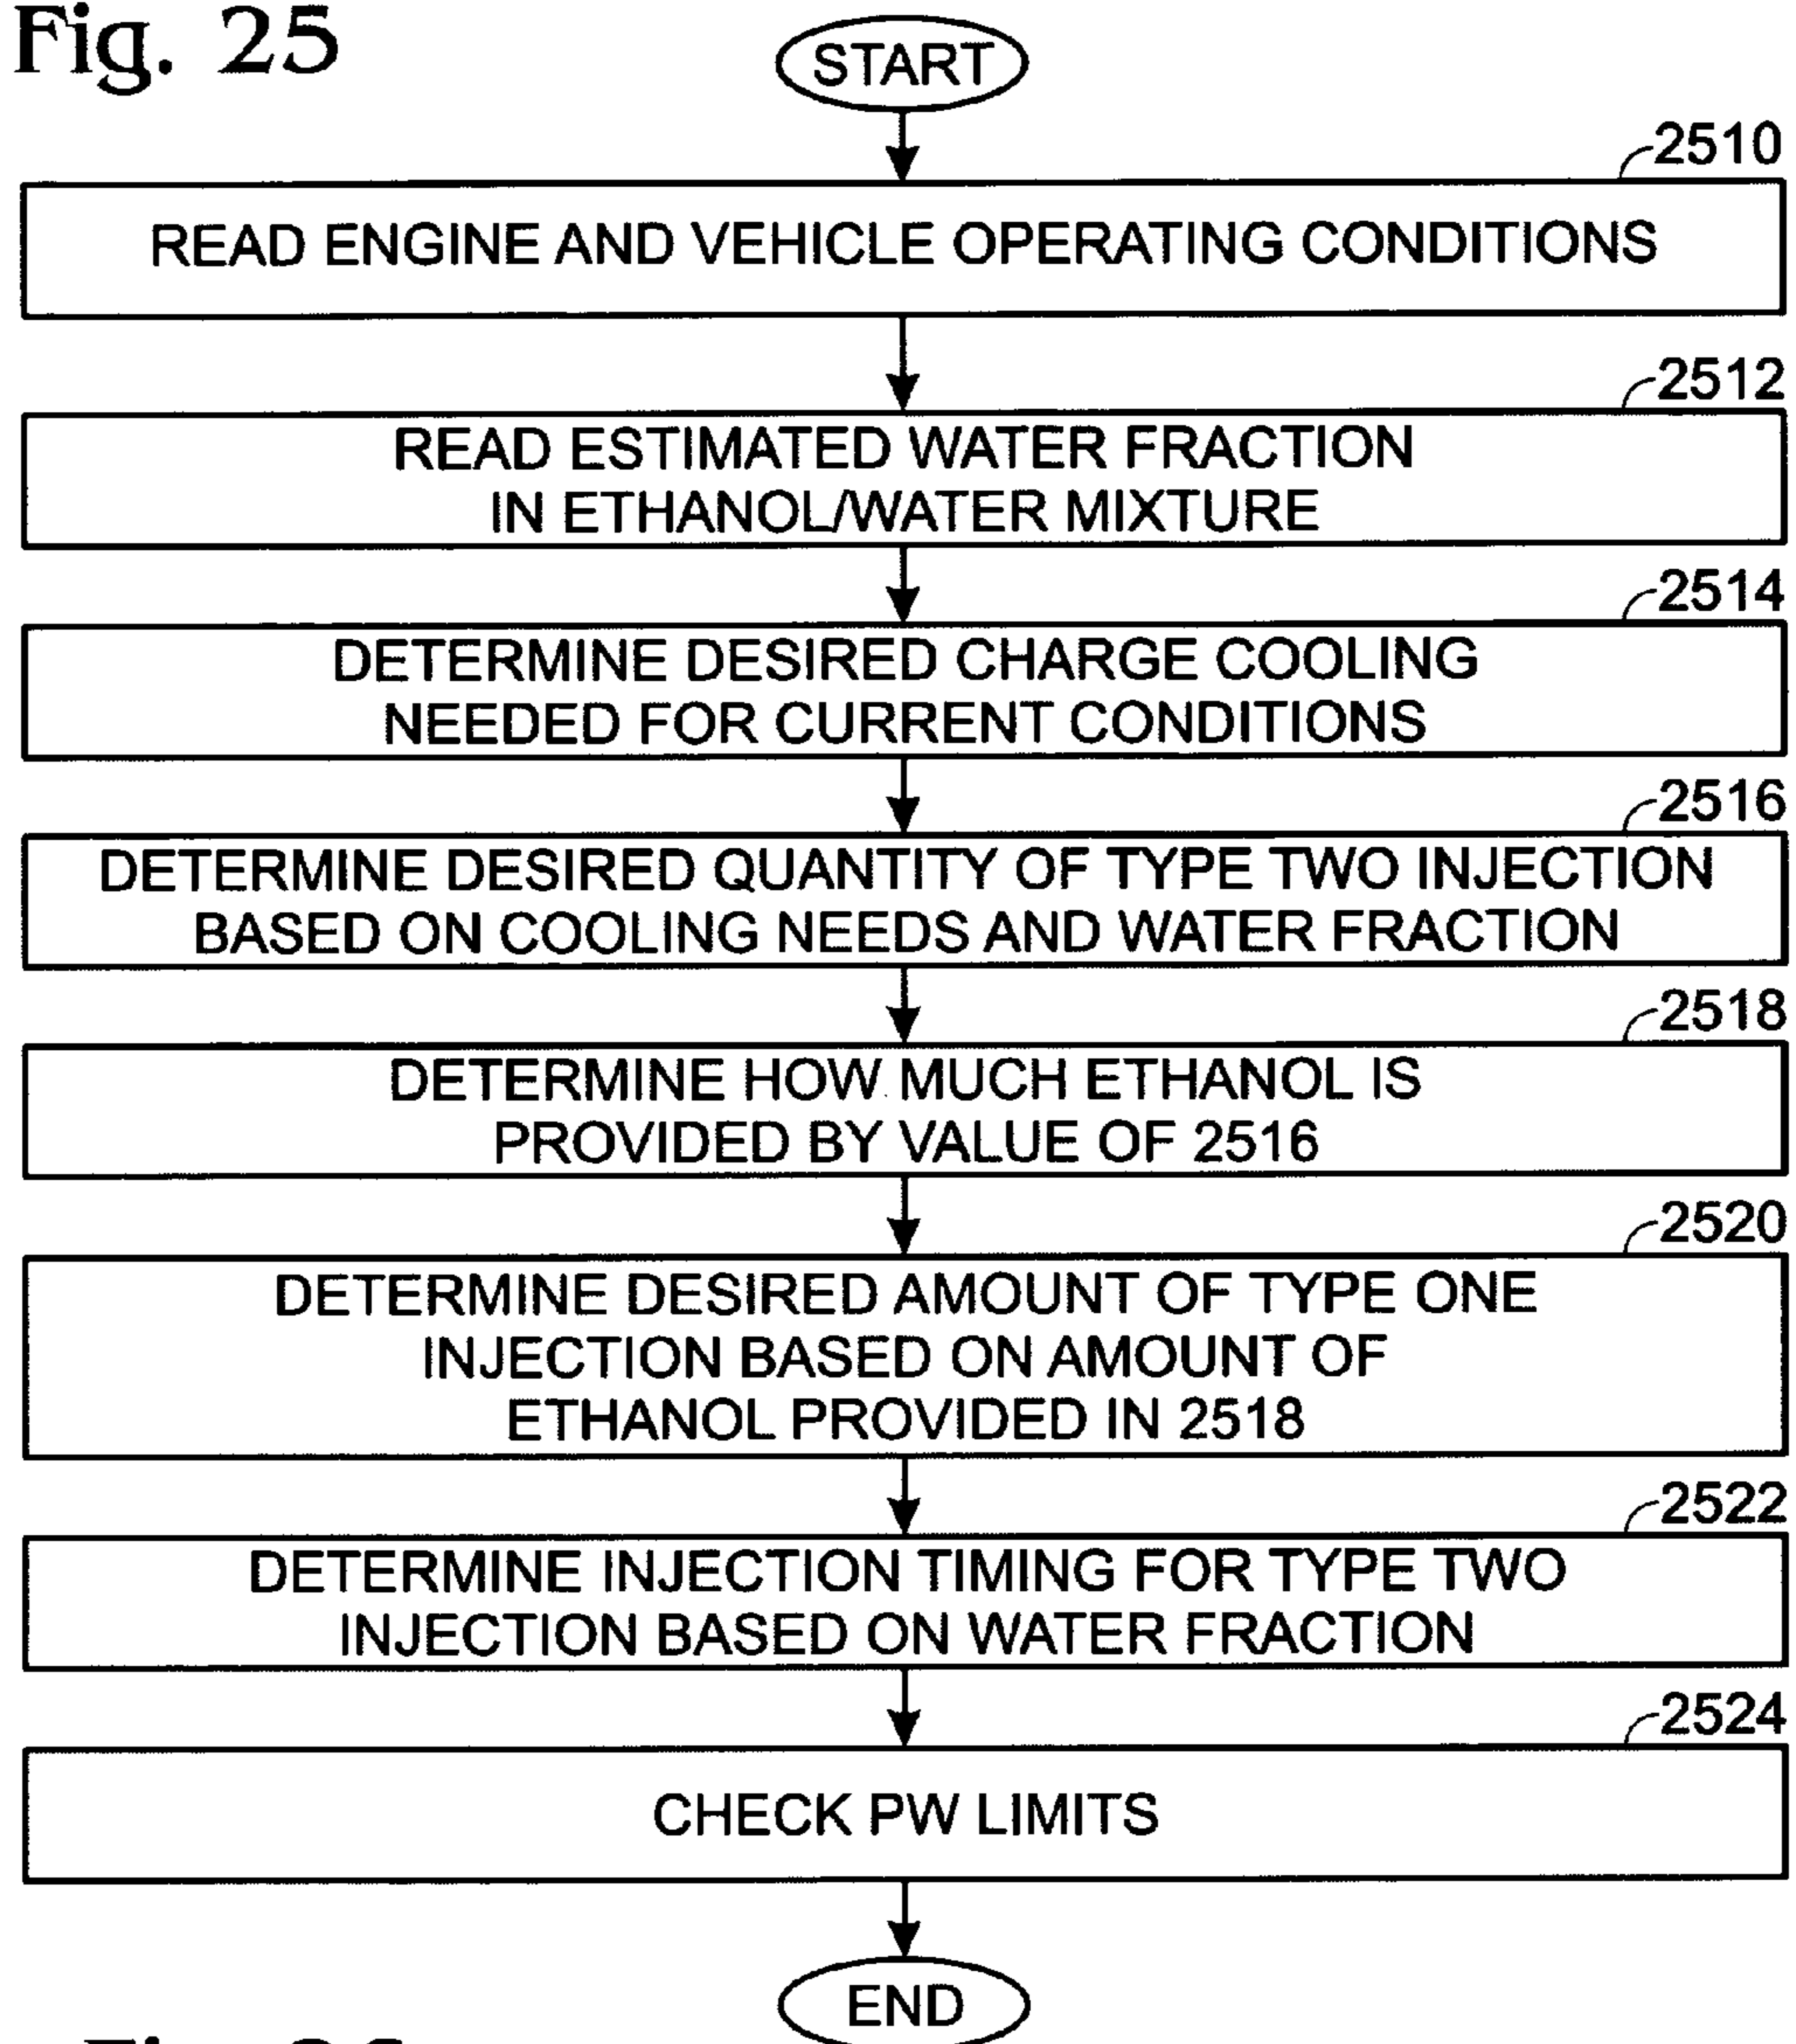 Fig. 25
START
2510
READ ENGINE AND VEHICLE OPERATING CONDITIONS
2512
READ ESTIMATED WATER FRACTION
IN ETHANOL/WATER MIXTURE
2514
DETERMINE DESIRED CHARGE COOLING
NEEDED FOR CURRENT CONDITIONS
2516
DETERMINE DESIRED QUANTITY OF TYPE TWO INJECTION
BASED ON COOLING NEEDS AND WATER FRACTION
2518
DETERMINE HOW MUCH ETHANOL IS
PROVIDED BY VALUE OF 2516
2520
DETERMINE DESIRED AMOUNT OF TYPE ONE
INJECTION BASED ON AMOUNT OF
ETHANOL PROVIDED IN 2518
2522
DETERMINE INJECTION TIMING FOR TYPE TWO
INJECTION BASED ON WATER FRACTION
2524
CHECK PW LIMITS
END